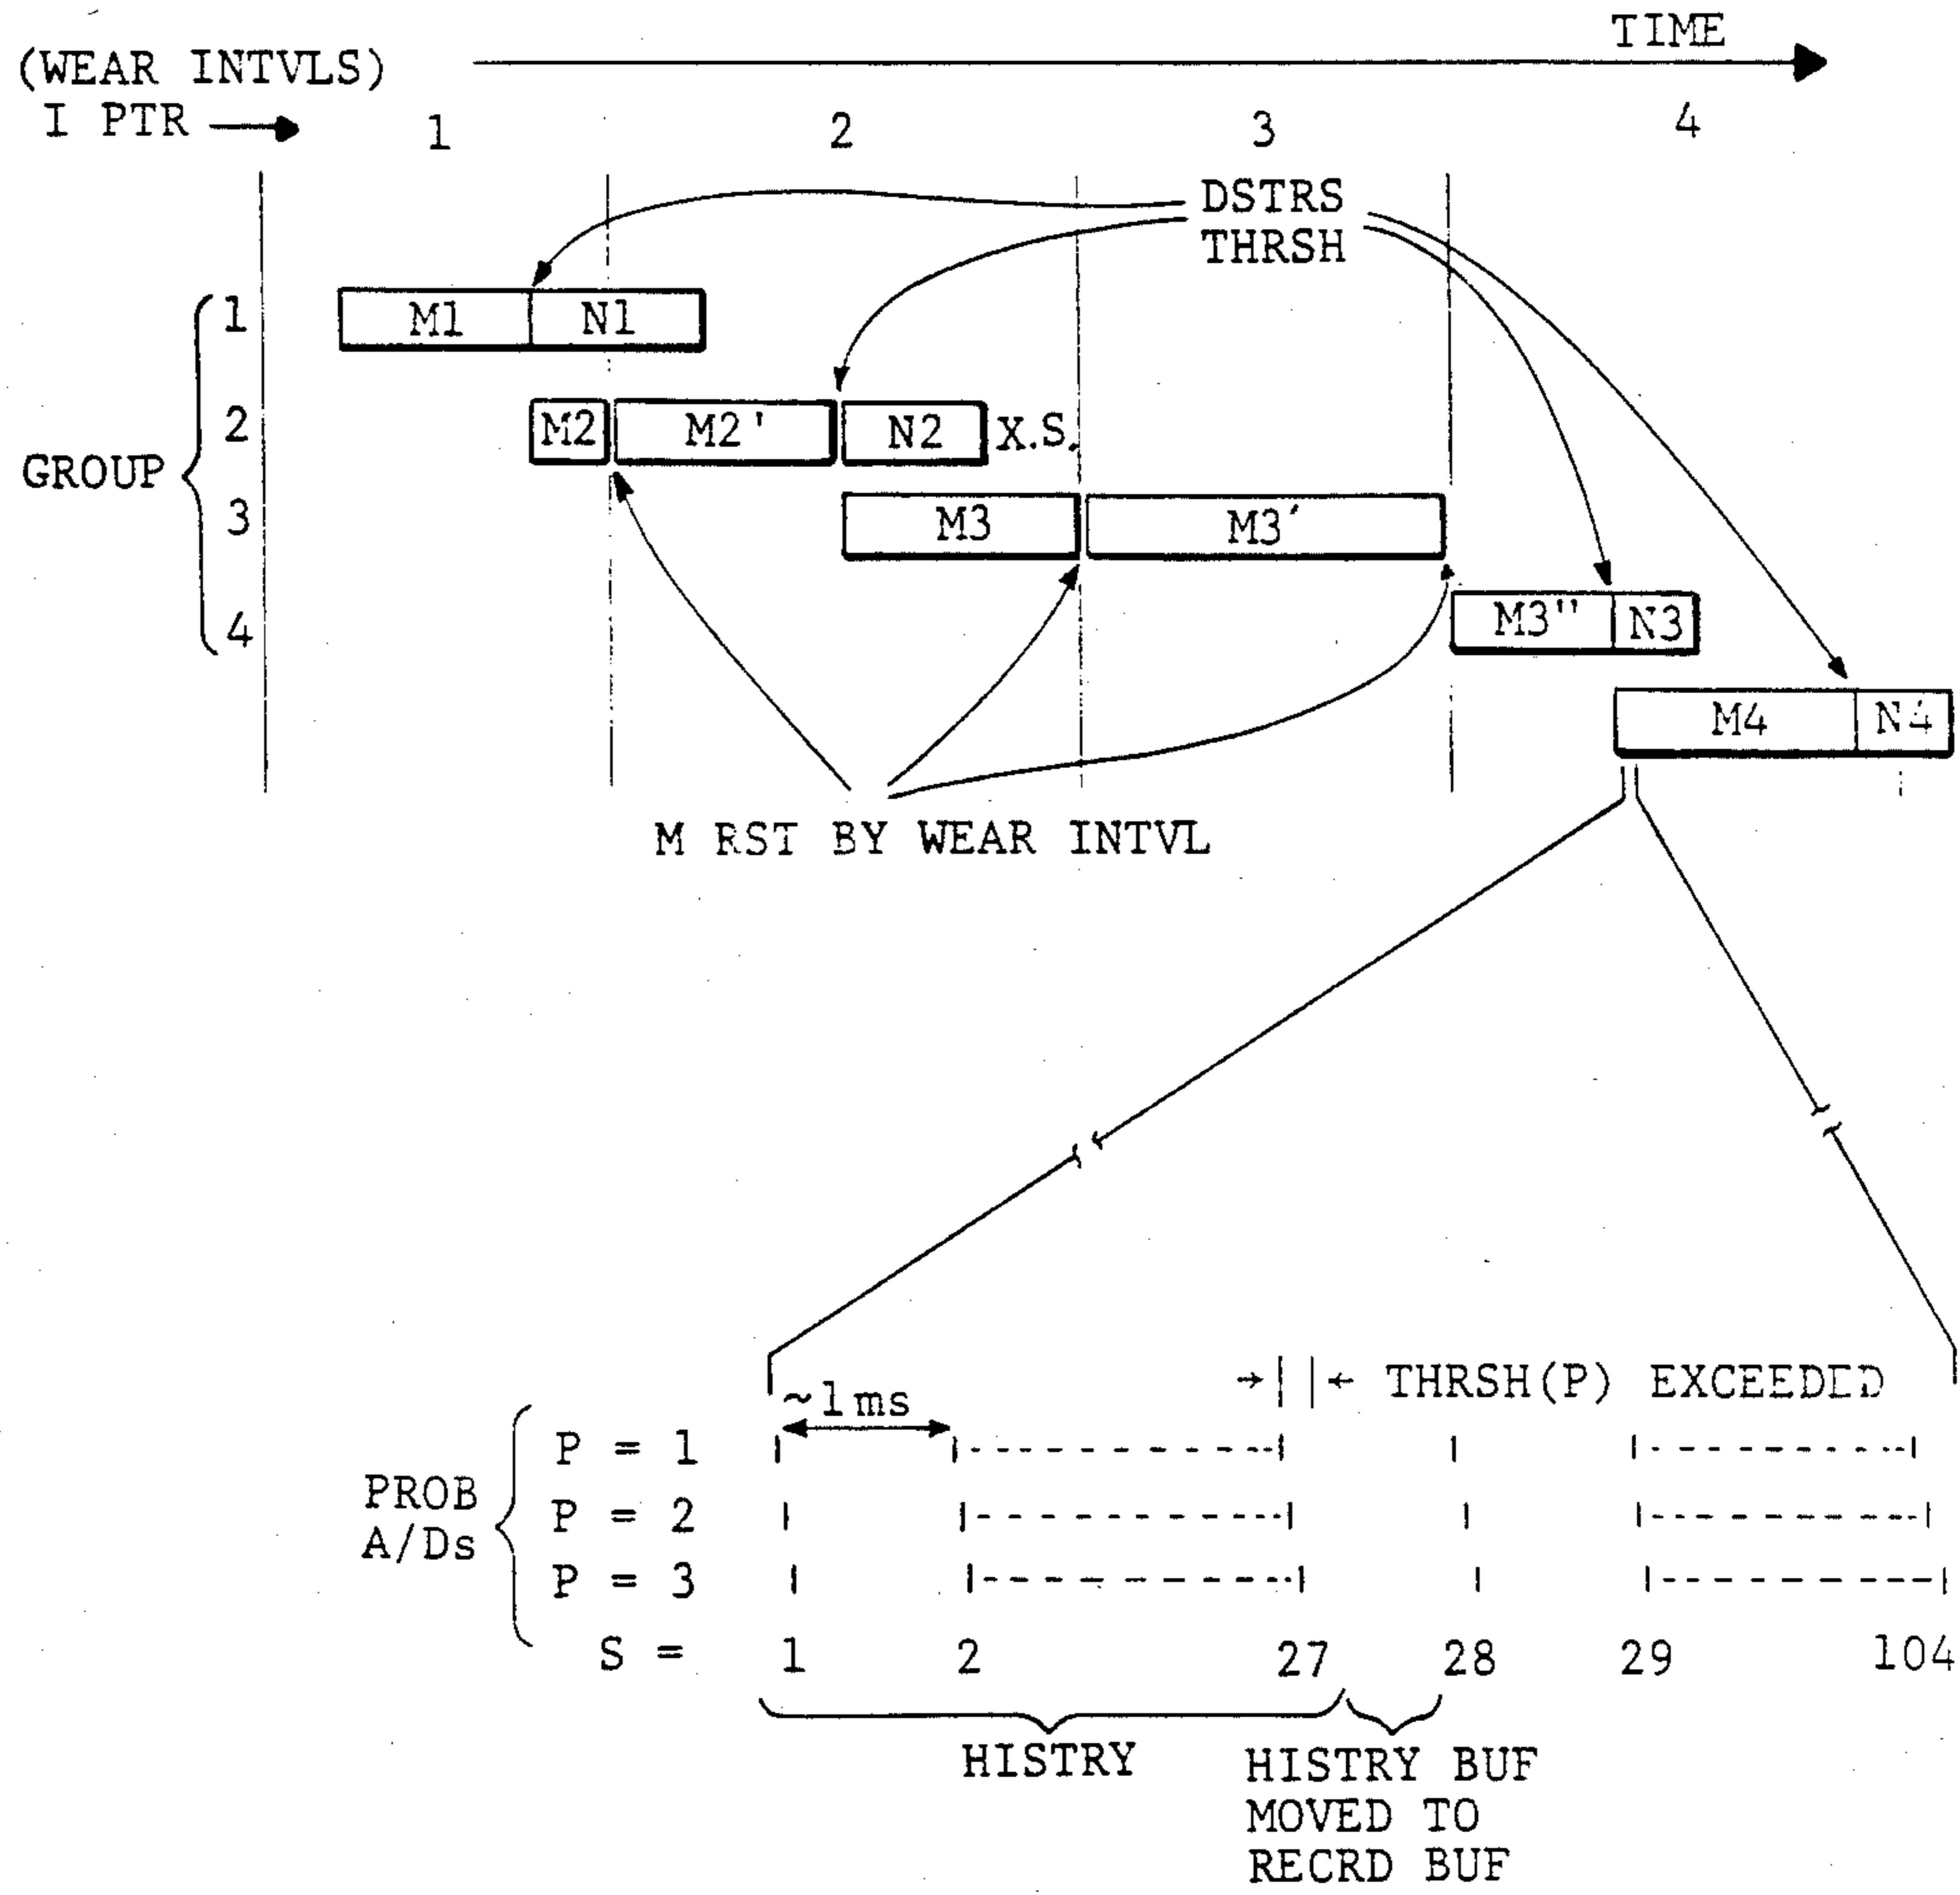 TIME
(WEAR INTVLS)
I PTR
1 2 3 4
DSTRS
THRSH
1 M1 N1
2 M2 M2' N2 X.S.
GROUP
3 M3 M3′
4 M3" N3
M4 N4
M RST BY WEAR INTVL
THRSH(P) EXCEEDED
~1ms
P = 1
PROB
A/Ds
P = 2
P = 3
S = 1 2 27 28 29 104
HISTRY
HISTRY BUF
MOVED TO
RECRD BUF